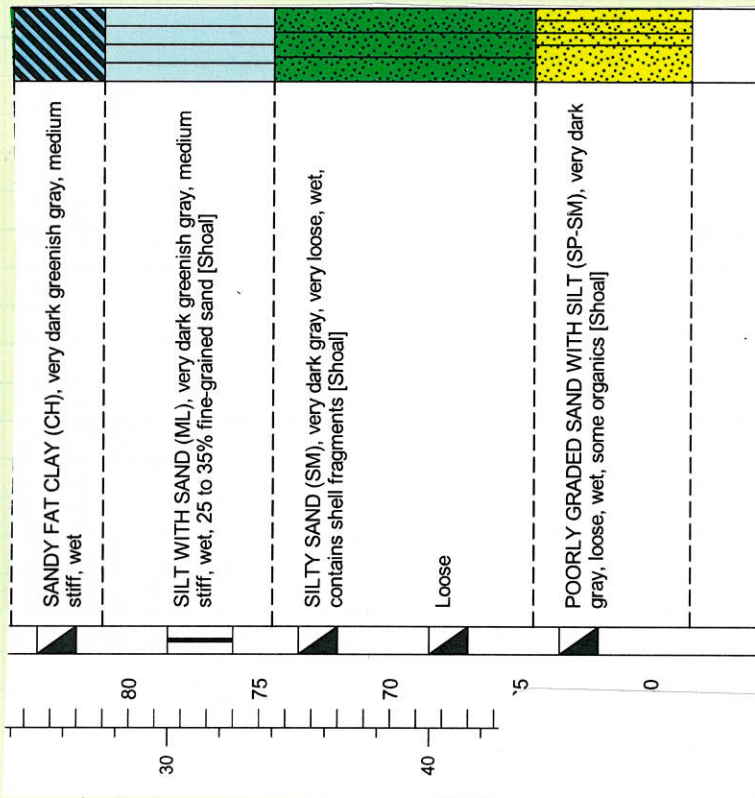 SANDY FAT CLAY (CH), very dark greenish gray, medium
stiff, wet
SILT WITH SAND (ML), very dark greenish gray, medium
stiff, wet, 25 to 35% fine-grained sand [Shoal]
SILTY SAND (SM), very dark gray, very loose, wet,
contains shell fragments [Shoal]
Loose
POORLY GRADED SAND WITH SILT (SP-SM), very dark
gray, loose, wet, some organics [Shoal]
80
75
70
5
0
30
40